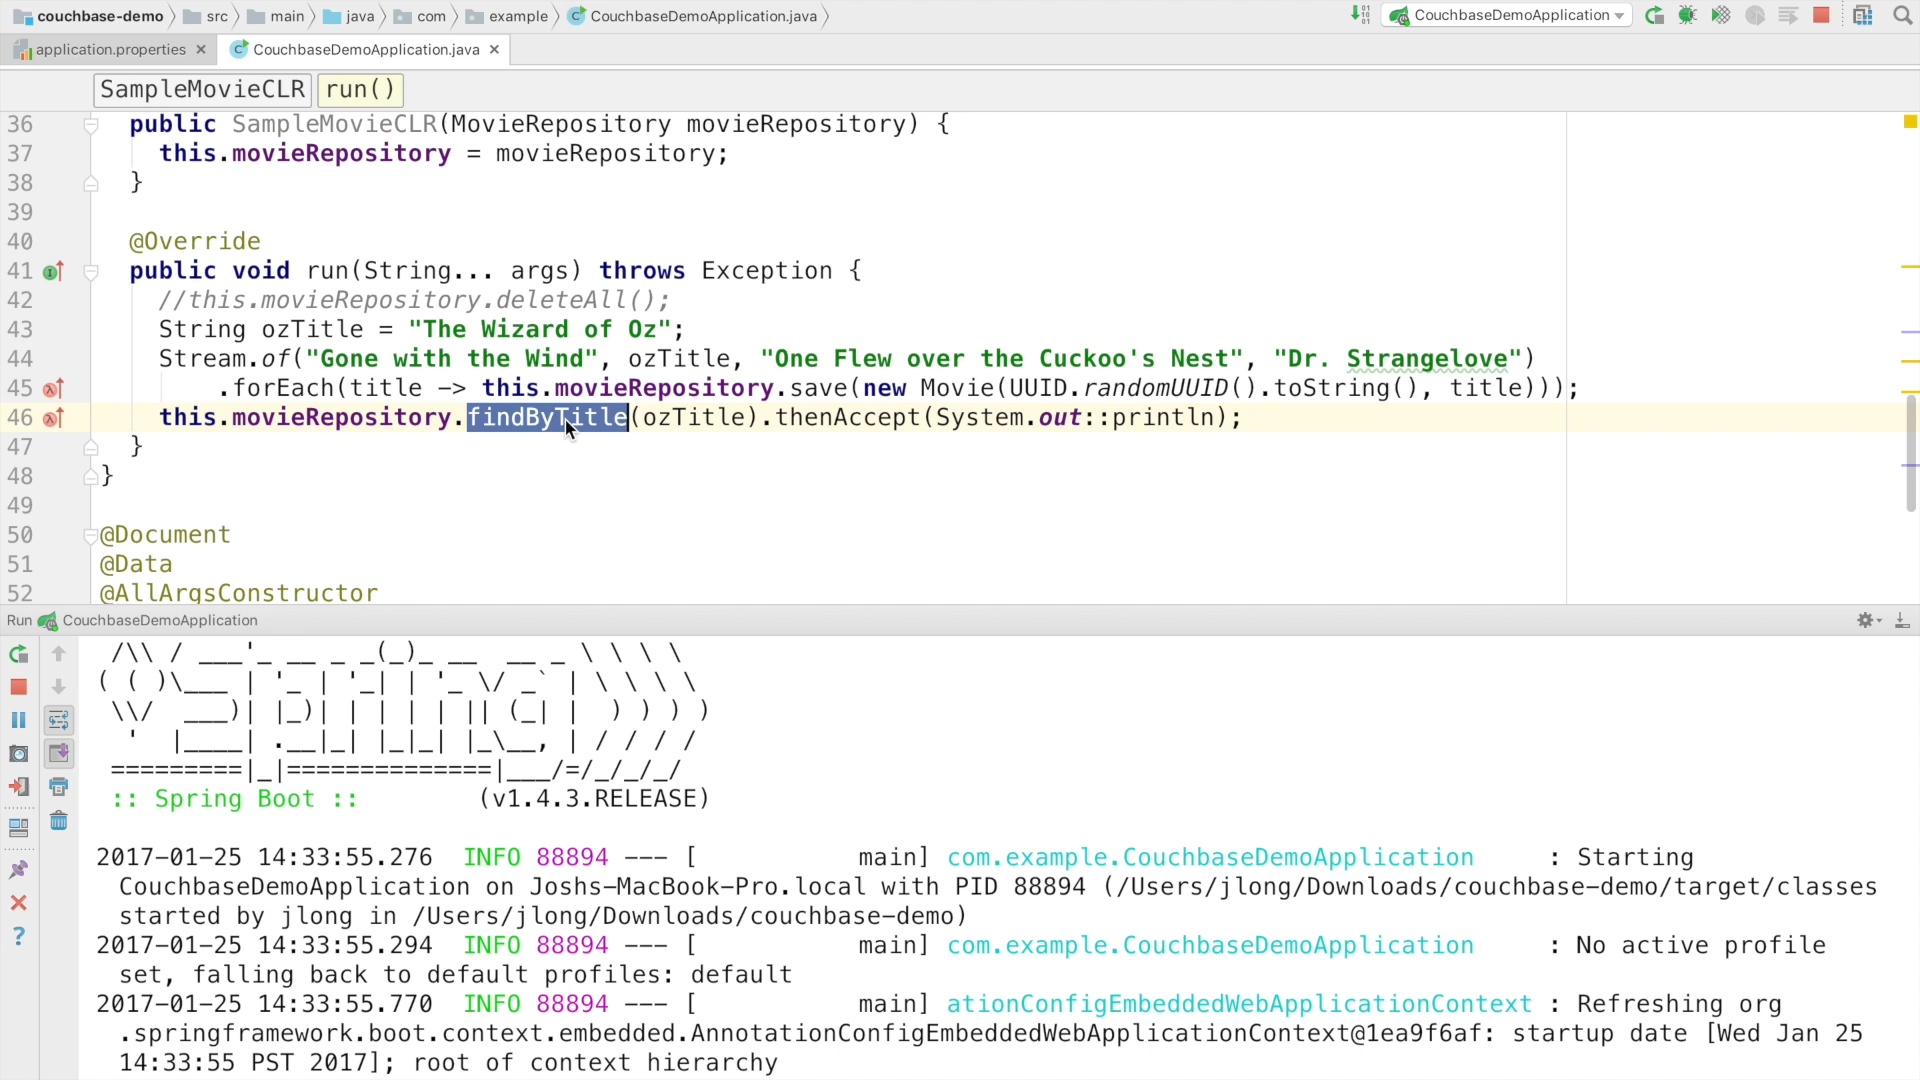 couchbase-demo src main java com example CouchbaseDemoApplication.java CouchbaseDemoApplication
application.properties CouchbaseDemoApplication.java
SampleMovieCLR run()
36 public SampleMovieCLR(MovieRepository movieRepository) {
37 this.movieRepository = movieRepository;
38 }
39
40 @Override
41 public void run(String... args) throws Exception {
42 //this.movieRepository.deleteAll();
43 String ozTitle = "The Wizard of Oz";
44 Stream.of("Gone with the Wind", ozTitle, "One Flew over the Cuckoo's Nest", "Dr. Strangelove")
45 .forEach(title -> this.movieRepository.save(new Movie(UUID.randomUUID().toString(), title)));
46 this.movieRepository.findByTitle(ozTitle).thenAccept(System.out::println);
47 }
48 }
49
50 @Document
51 @Data
52 @AllArgsConstructor
Run CouchbaseDemoApplication
 /\\ / ___'_ __ _ _(_)_ __  __ _ \ \ \ \
( ( )\___ | '_ | '_| | '_ \/ _` | \ \ \ \
 \\/  ___)| |_)| | | | | || (_| |  ) ) ) )
  '  |____| .__|_| |_|_| |_\__, | / / / /
 =========|_|==============|___/=/_/_/_/
:: Spring Boot :: (v1.4.3.RELEASE)
2017-01-25 14:33:55.276 INFO 88894 --- [ main] com.example.CouchbaseDemoApplication : Starting
CouchbaseDemoApplication on Joshs-MacBook-Pro.local with PID 88894 (/Users/jlong/Downloads/couchbase-demo/target/classes
started by jlong in /Users/jlong/Downloads/couchbase-demo)
2017-01-25 14:33:55.294 INFO 88894 --- [ main] com.example.CouchbaseDemoApplication : No active profile
set, falling back to default profiles: default
2017-01-25 14:33:55.770 INFO 88894 --- [ main] ationConfigEmbeddedWebApplicationContext : Refreshing org
.springframework.boot.context.embedded.AnnotationConfigEmbeddedWebApplicationContext@1ea9f6af: startup date [Wed Jan 25
14:33:55 PST 2017]; root of context hierarchy